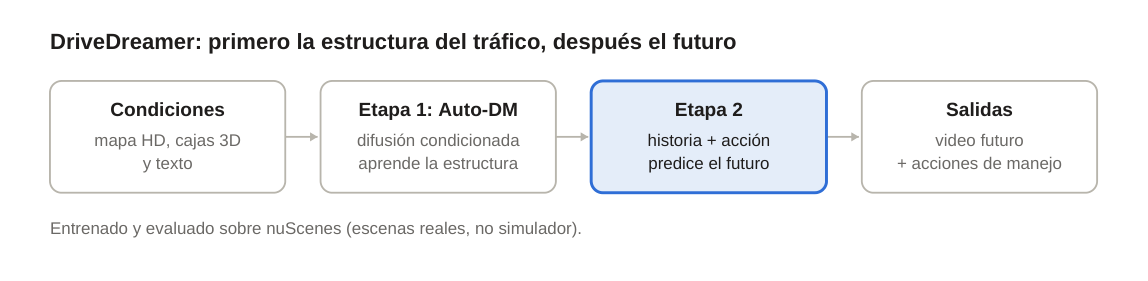 DriveDreamer: primero la estructura del tráfico, después el futuro
Condiciones
mapa HD, cajas 3D
y texto
Etapa 1: Auto-DM
difusión condicionada
aprende la estructura
Etapa 2
historia + acción
predice el futuro
Salidas
video futuro
+ acciones de manejo
Entrenado y evaluado sobre nuScenes (escenas reales, no simulador).